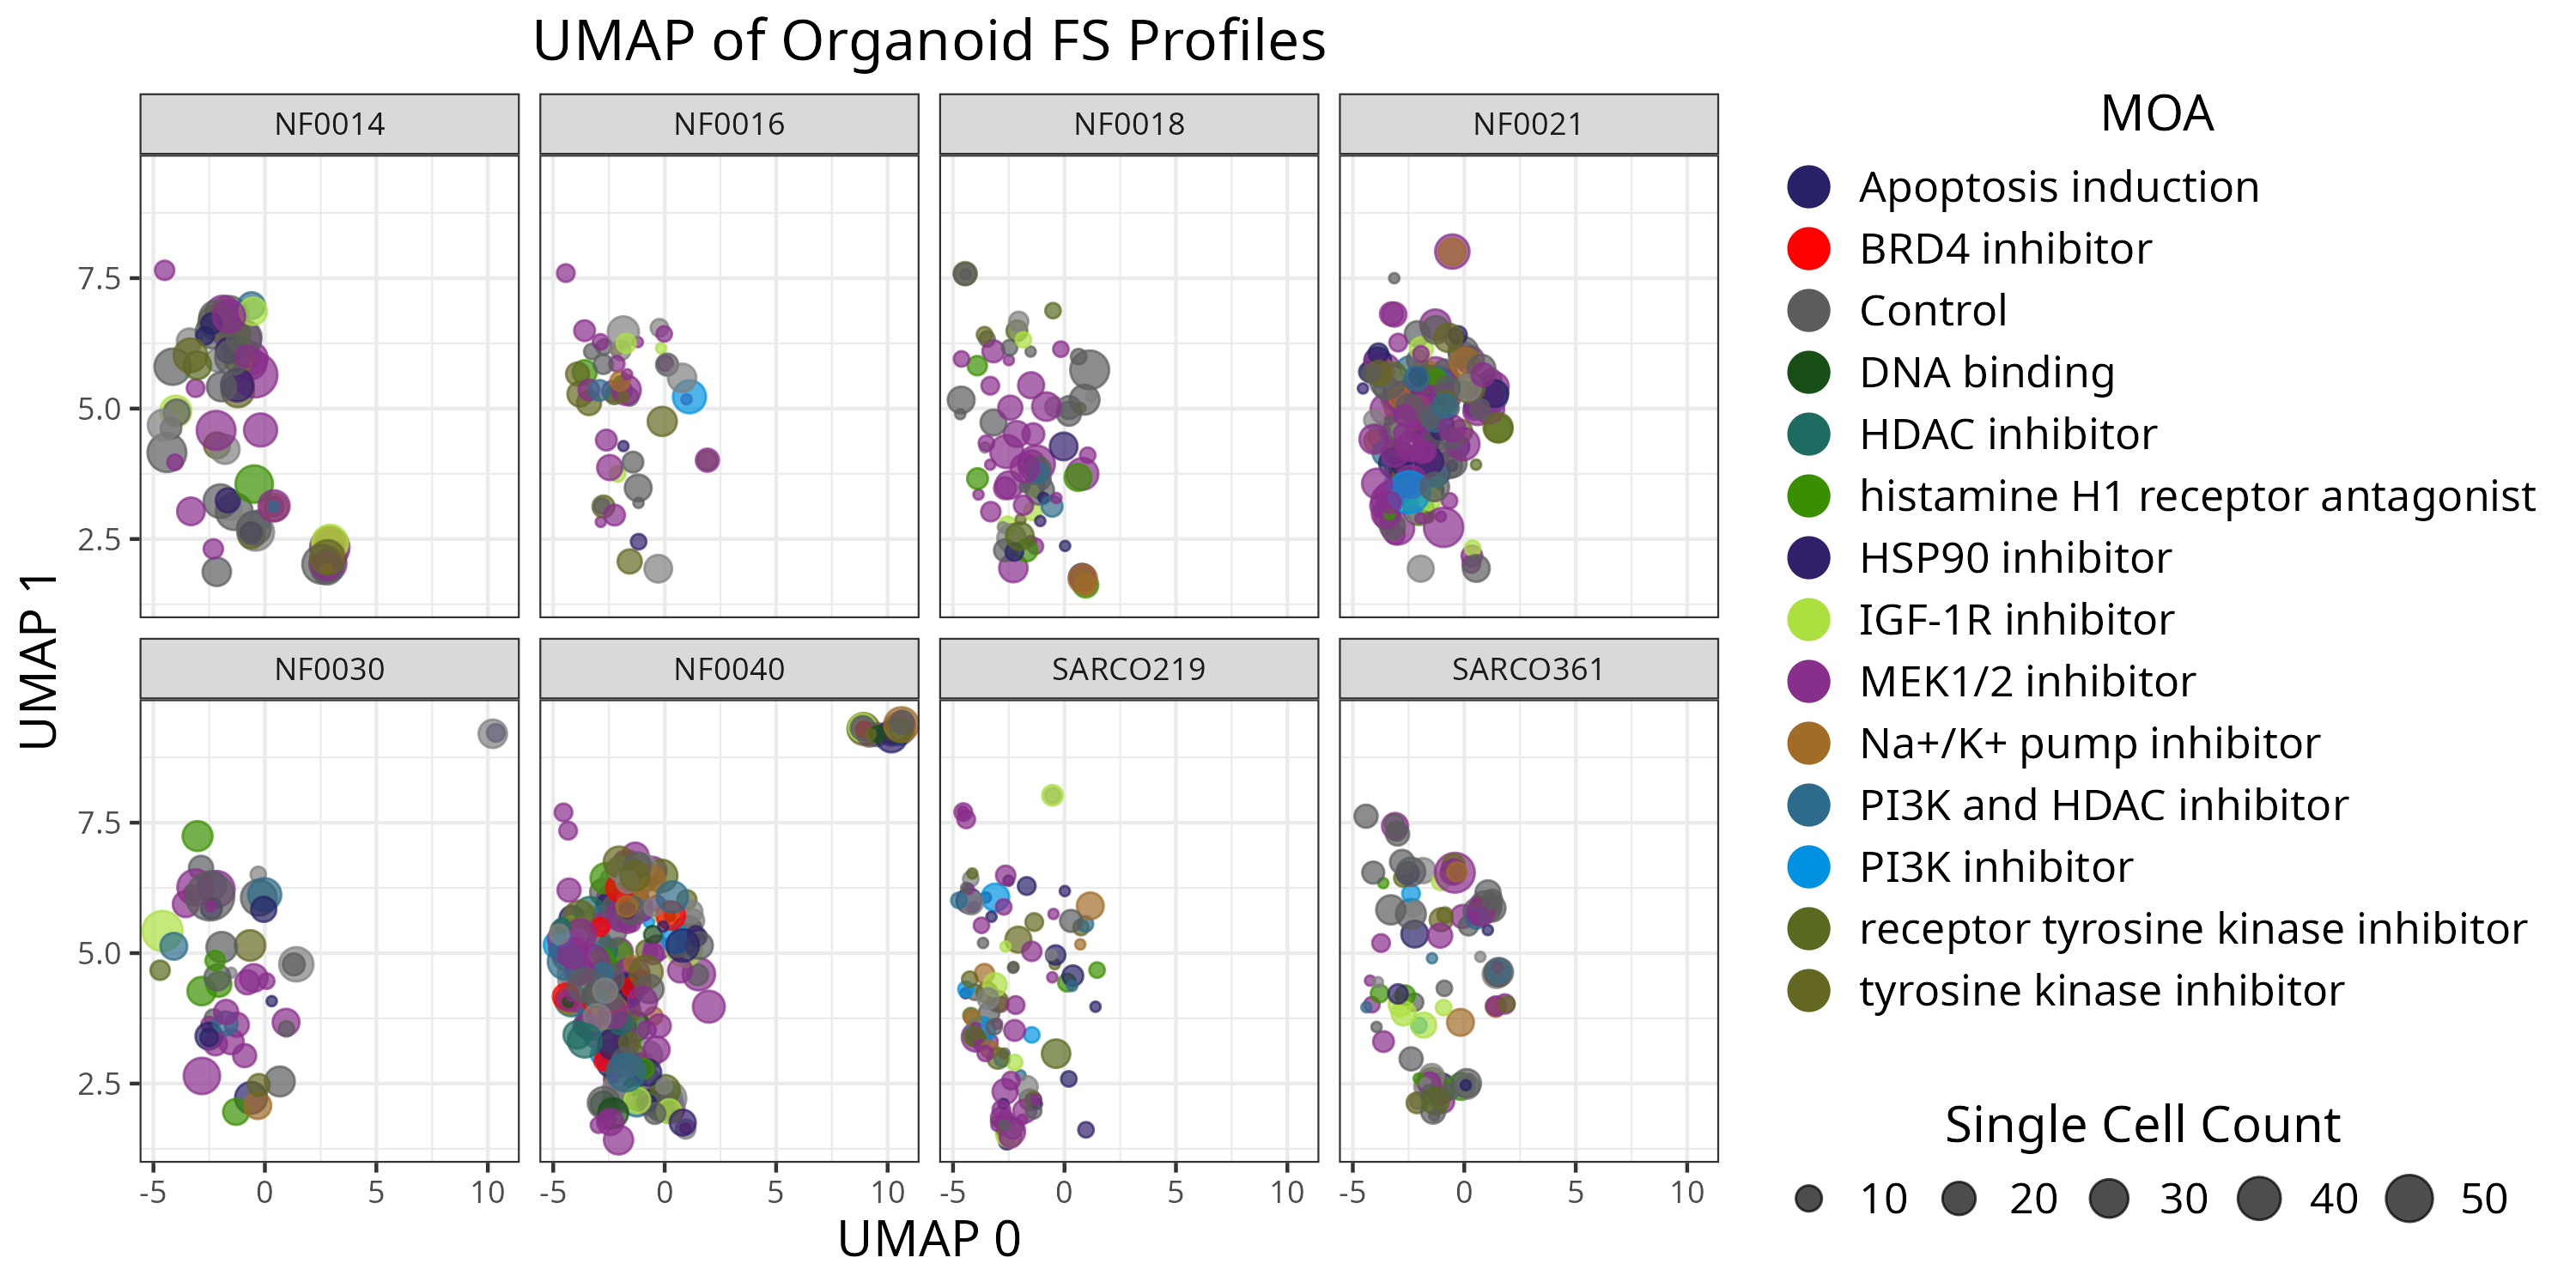 UMAP of Organoid FS Profiles
NF0014
NF0016
NF0018
NF0021
7.5
5.0
2.5
NF0030
NF0040
SARCO219
SARCO361
7.5
5.0
2.5
-5 0 5 10
-5 0 5 10
-5 0 5 10
-5 0 5 10
UMAP 0
UMAP 1
MOA
Apoptosis induction
BRD4 inhibitor
Control
DNA binding
HDAC inhibitor
histamine H1 receptor antagonist
HSP90 inhibitor
IGF-1R inhibitor
MEK1/2 inhibitor
Na+/K+ pump inhibitor
PI3K and HDAC inhibitor
PI3K inhibitor
receptor tyrosine kinase inhibitor
tyrosine kinase inhibitor
Single Cell Count
10 20 30 40 50